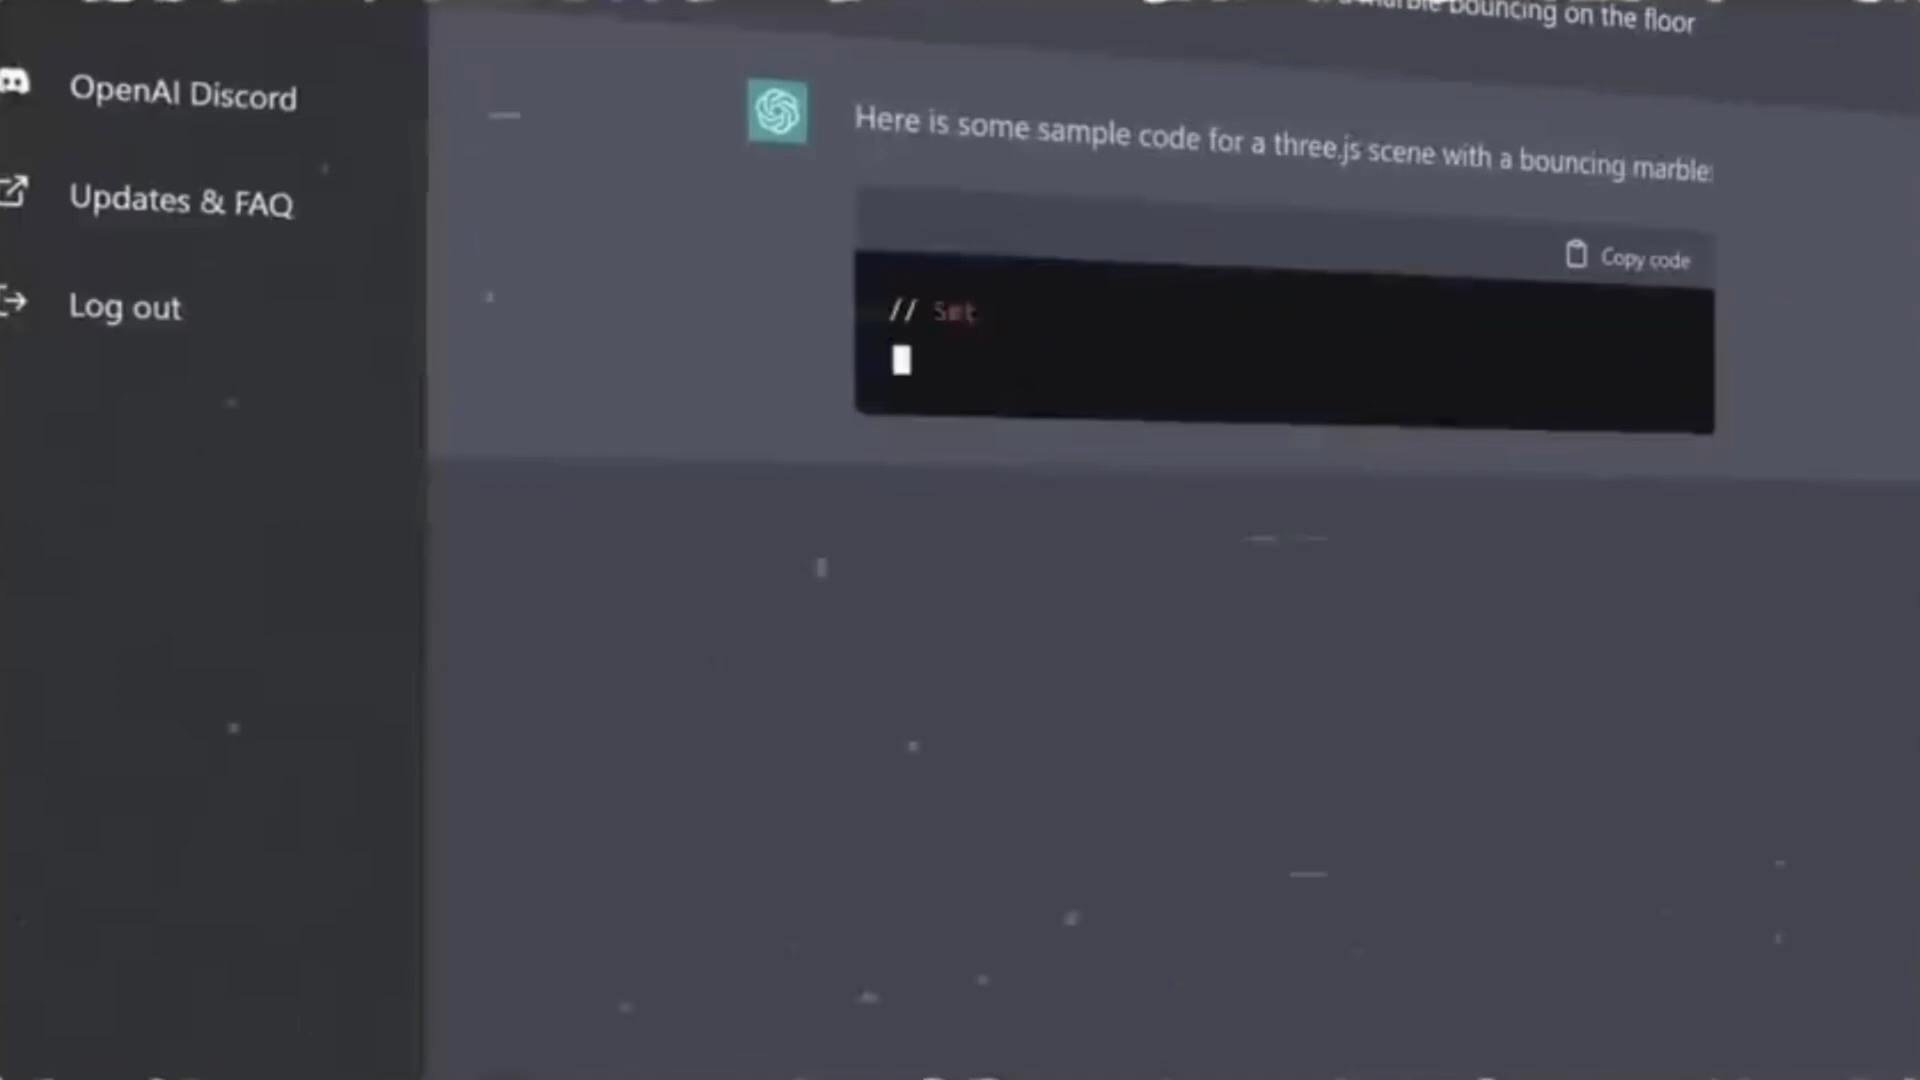 bouncing on the floor
OpenAI Discord
Here is some sample code for a three.js scene with a bouncing marble:
Updates & FAQ
Copy code
// Set
Log out